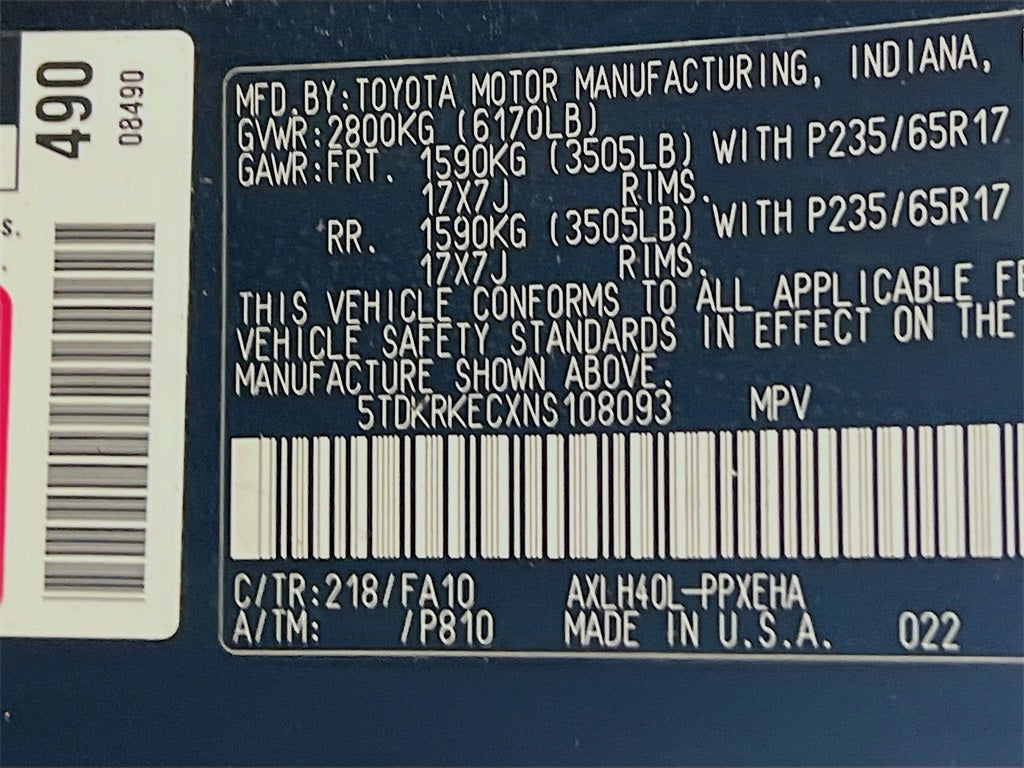 490
08490
s.
MFD.BY:TOYOTA MOTOR MANUFACTURING, INDIANA,
GVWR:2800KG (6170LB)
GAWR:FRT. 1590KG (3505LB) WITH P235/65R17
17X7J RIMS.
RR. 1590KG (3505LB) WITH P235/65R17
17X7J RIMS.
THIS VEHICLE CONFORMS TO ALL APPLICABLE FE
VEHICLE SAFETY STANDARDS IN EFFECT ON THE
MANUFACTURE SHOWN ABOVE.
5TDKRKECXNS108093 MPV
C/TR:218/FA10 AXLH40L-PPXEHA
A/TM: /P810 MADE IN U.S.A. 022